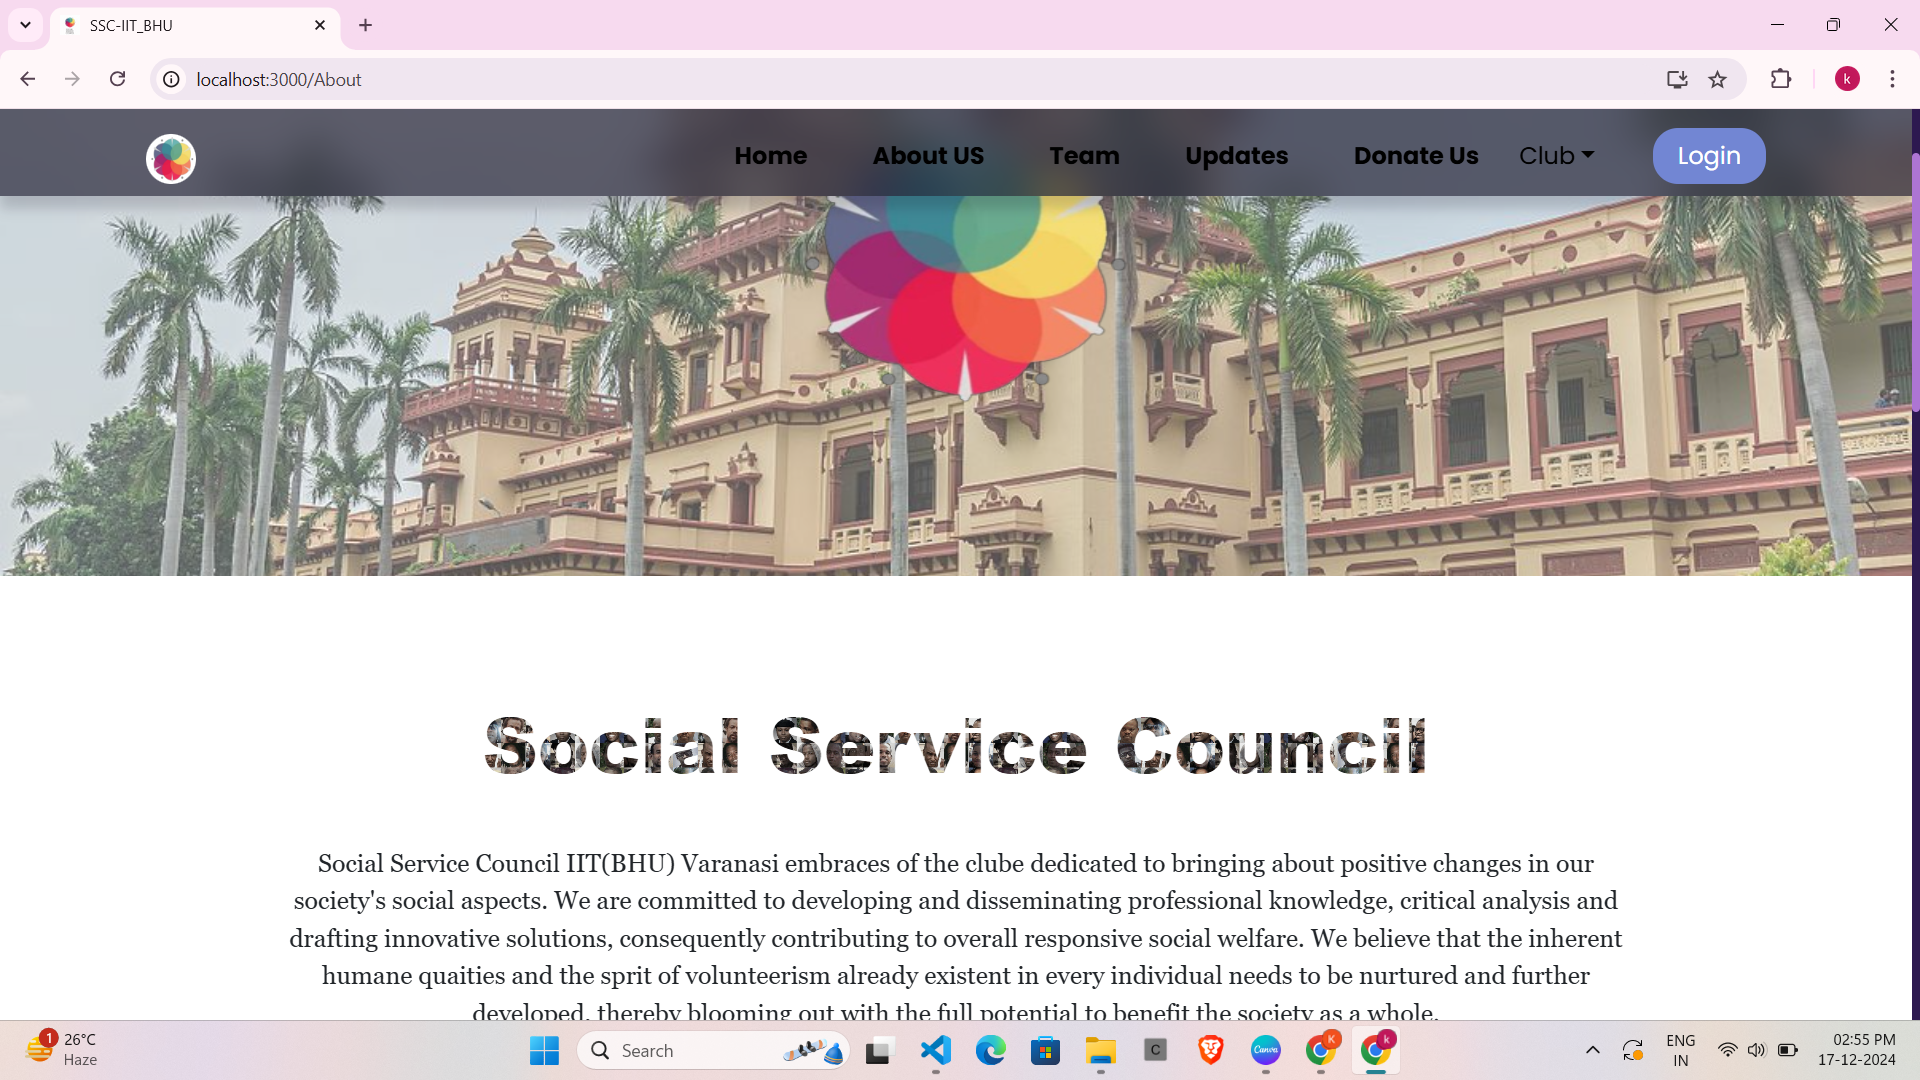 SSC-IIT_BHU
localhost:3000/About
k
Home
About US
Team
Updates
Donate Us
Club
Login
Social Service Council
Social Service Council IIT(BHU) Varanasi embraces of the clube dedicated to bringing about positive changes in our
society's social aspects. We are committed to developing and disseminating professional knowledge, critical analysis and
drafting innovative solutions, consequently contributing to overall responsive social welfare. We believe that the inherent
humane quaities and the sprit of volunteerism already existent in every individual needs to be nurtured and further
developed, thereby blooming out with the full potential to benefit the society as a whole.
1
26°C
Haze
Search
C
Canva
K
k
ENG
IN
02:55 PM
17-12-2024